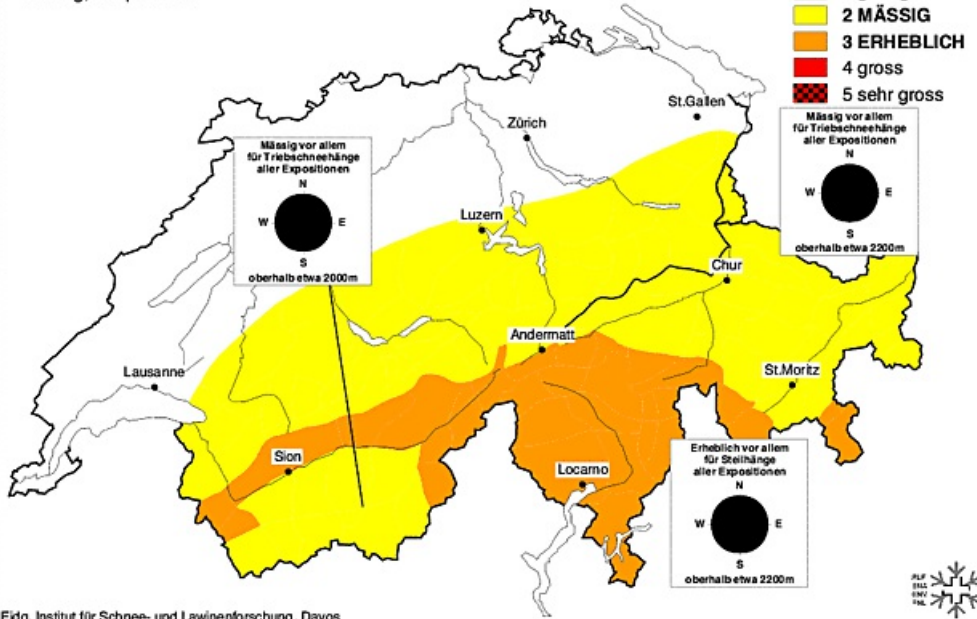 2 MÄSSIG
3 ERHEBLICH
4 gross
5 sehr gross
St.Gallen
Zürich
Mässig vor allem
für Triebschneehänge
aller Expositionen
N
W E
S
oberhalb etwa 2200m
Mässig vor allem
für Triebschneehänge
aller Expositionen
N
W E
S
oberhalb etwa 2000m
Luzern
Chur
Andermatt
Lausanne
St.Moritz
Sion
Locarno
Erheblich vor allem
für Steilhänge
aller Expositionen
N
W E
S
oberhalb etwa 2200m
Eidg. Institut für Schnee- und Lawinenforschung, Davos